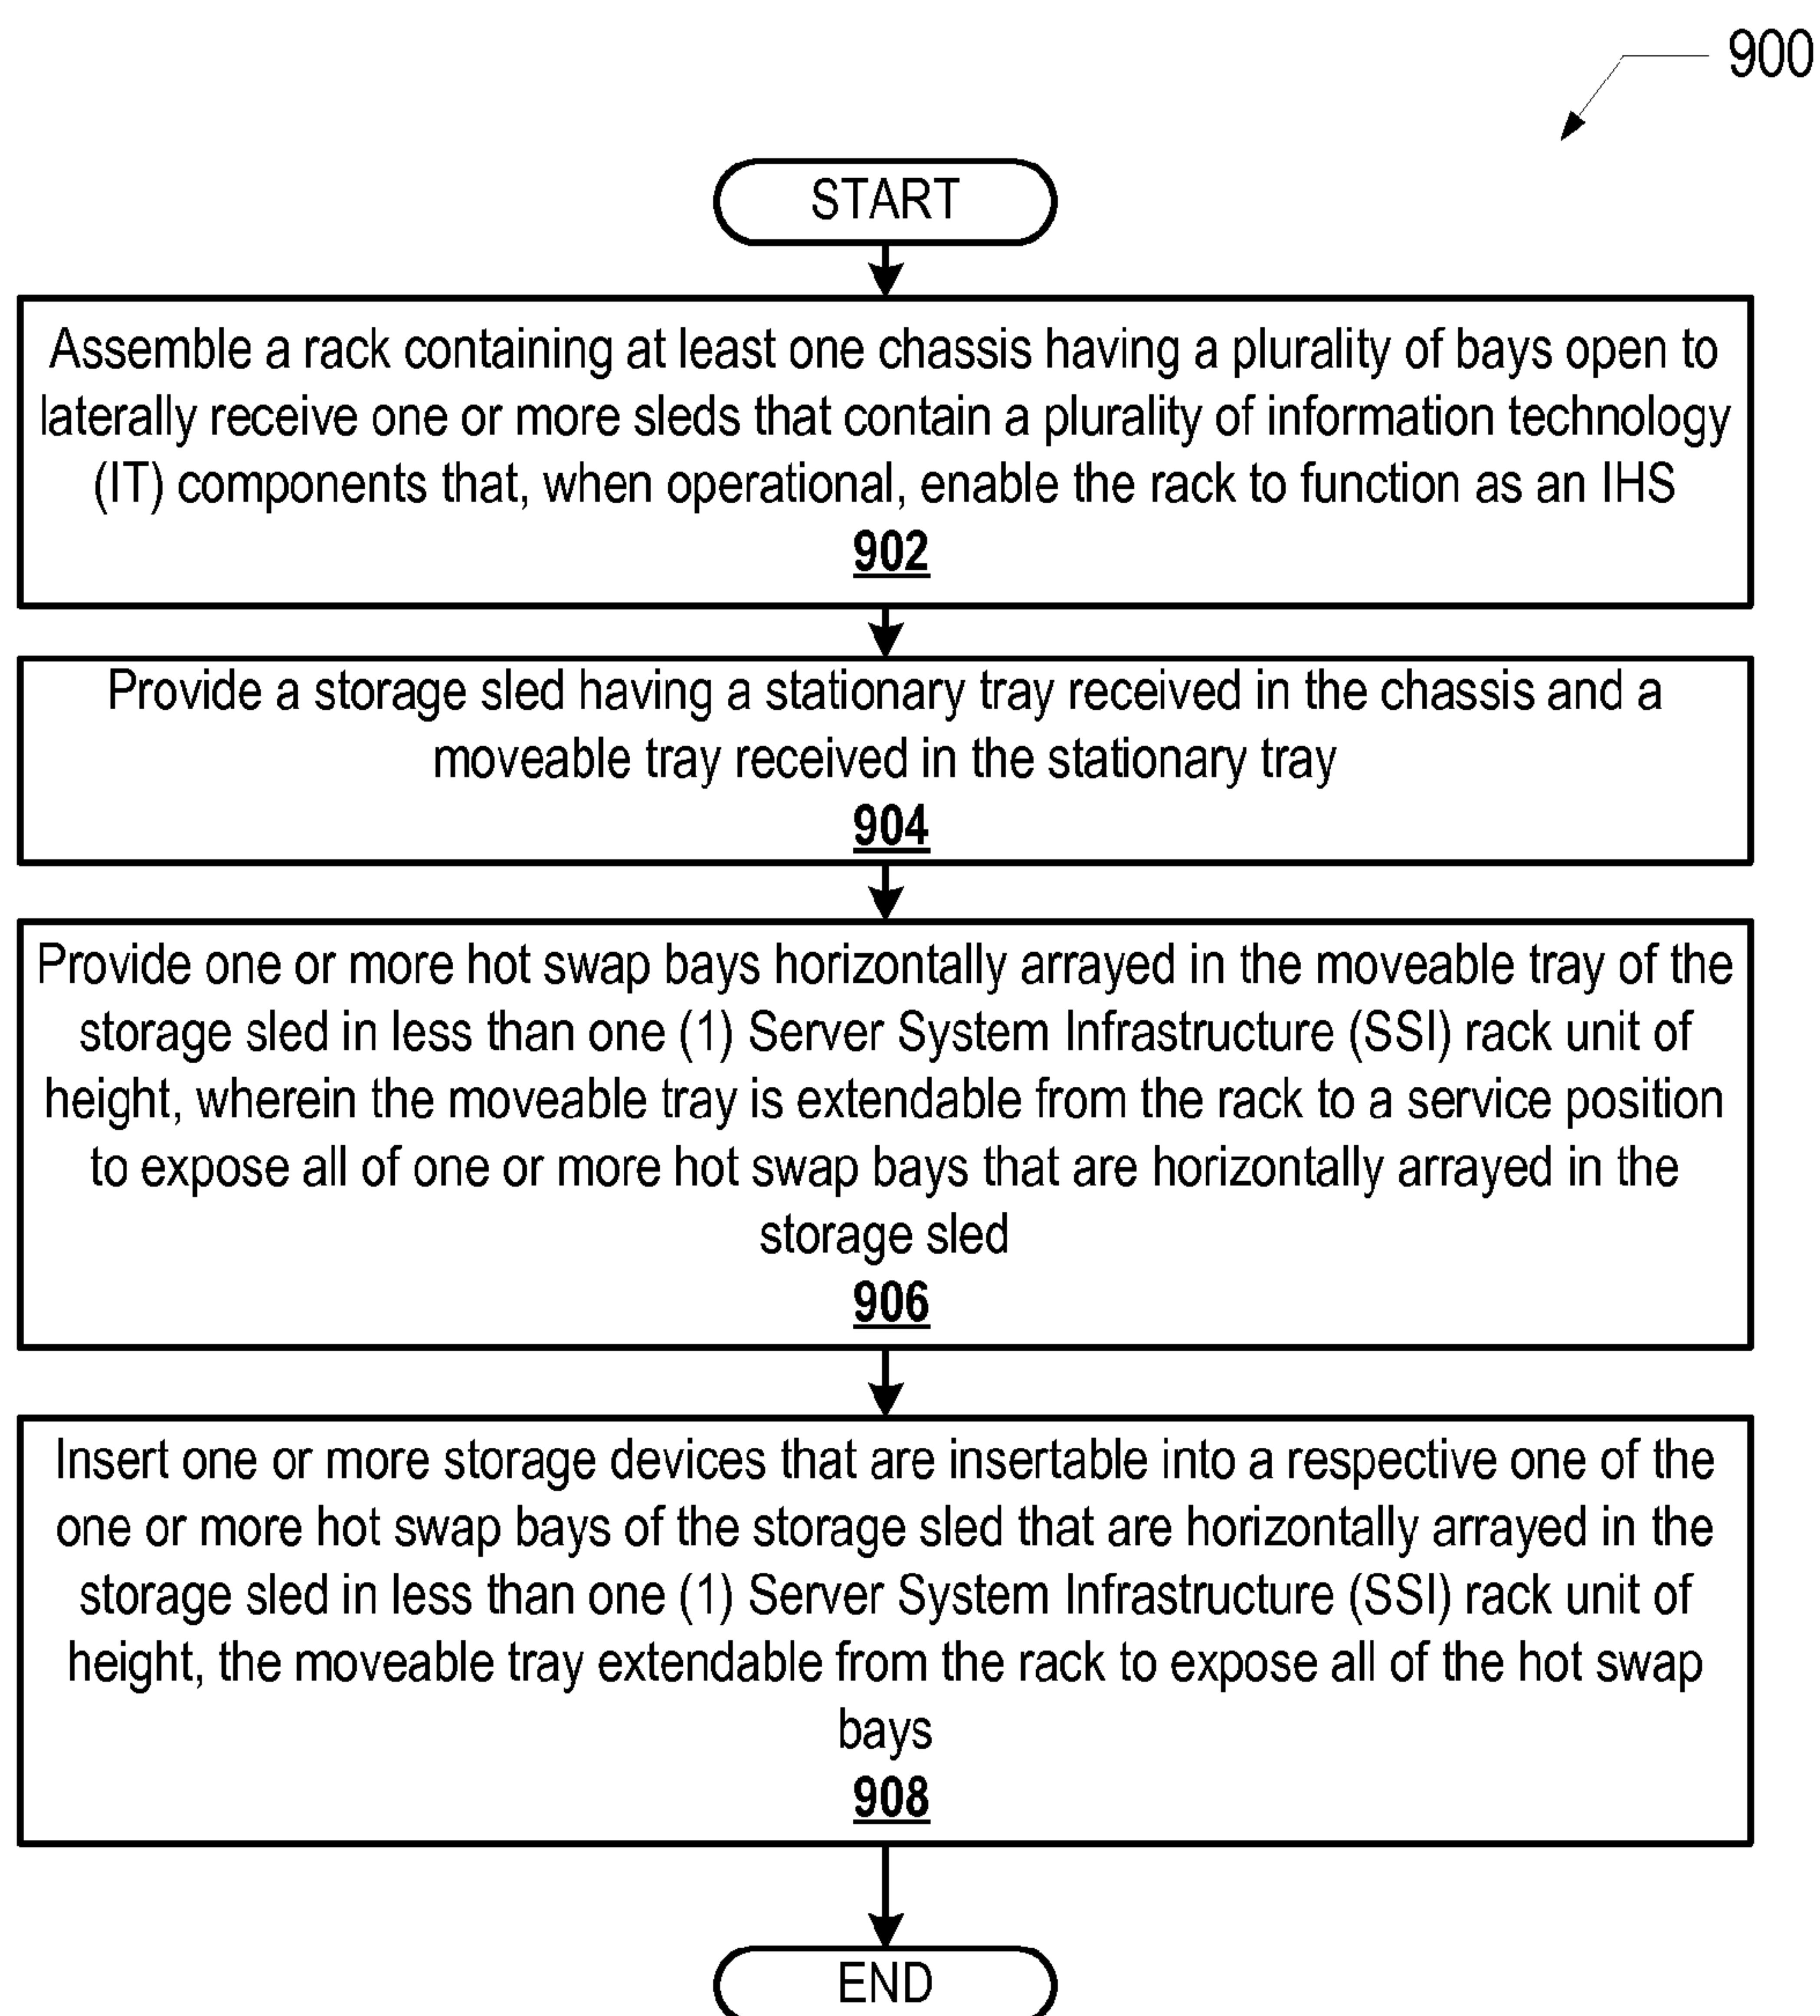 900
START
Assemble a rack containing at least one chassis having a plurality of bays open to
laterally receive one or more sleds that contain a plurality of information technology
(IT) components that, when operational, enable the rack to function as an IHS
902
Provide a storage sled having a stationary tray received in the chassis and a
moveable tray received in the stationary tray
904
Provide one or more hot swap bays horizontally arrayed in the moveable tray of the
storage sled in less than one (1) Server System Infrastructure (SSI) rack unit of
height, wherein the moveable tray is extendable from the rack to a service position
to expose all of one or more hot swap bays that are horizontally arrayed in the
storage sled
906
Insert one or more storage devices that are insertable into a respective one of the
one or more hot swap bays of the storage sled that are horizontally arrayed in the
storage sled in less than one (1) Server System Infrastructure (SSI) rack unit of
height, the moveable tray extendable from the rack to expose all of the hot swap
bays
908
END